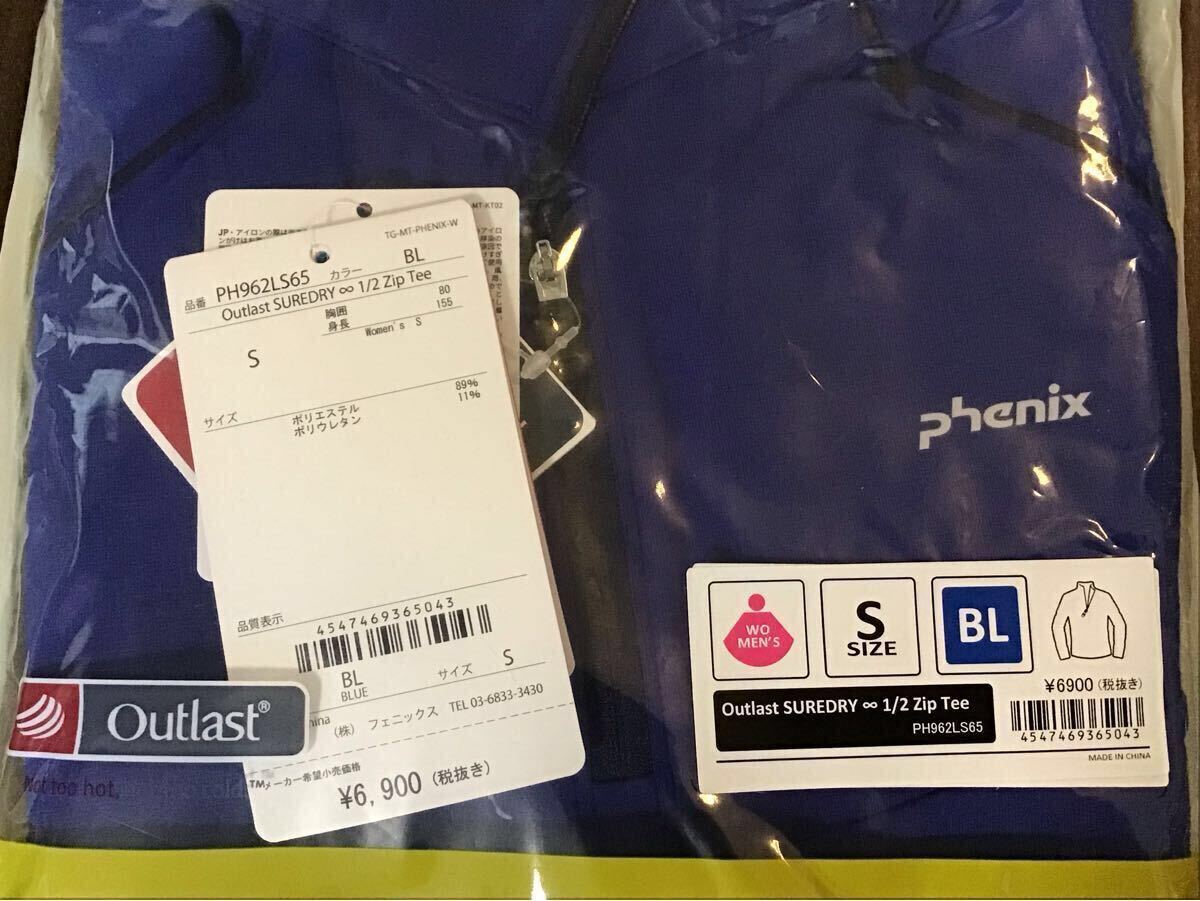 MT-KT02
JP・アイロンの際は
TG-MT-PHENIX-W
品番 PH962LS65 カラー BL
Outlast SUREDRY ∞ 1/2 Zip Tee
胸囲 80
身長 155
Women's S
S
サイズ
ポリエステル 89%
ポリウレタン 11%
品質表示
4547469365043
BL サイズ S
BLUE
hina
(株) フェニックス TEL 03-6833-3430
メーカー希望小売価格
¥6,900 (税抜き)
Outlast®
Not too hot,
TM
phenix
WO
MEN'S
S
SIZE
BL
¥6900 (税抜き)
Outlast SUREDRY ∞ 1/2 Zip Tee
PH962LS65
4547469365043
MADE IN CHINA